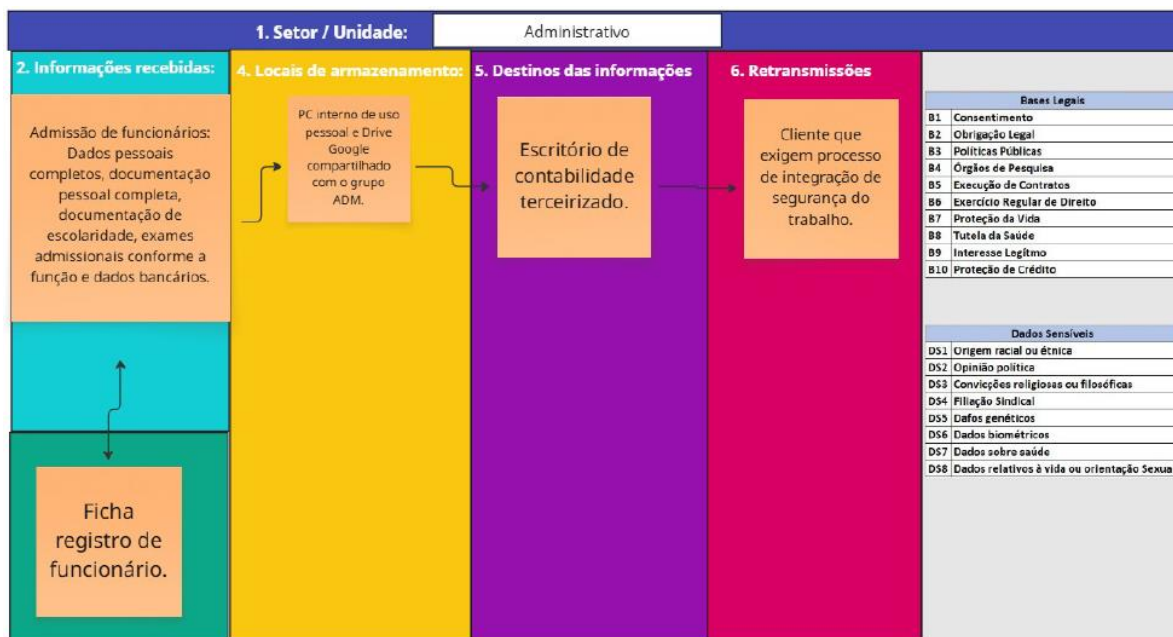 1. Setor / Unidade:
Administrativo
2. Informações recebidas:
Admissão de funcionários:
Dados pessoais
completos, documentação
pessoal completa,
documentação de
escolaridade, exames
admissionais conforme a
função e dados bancários.
Ficha
registro de
funcionário.
4. Locais de armazenamento:
PC interno de uso
pessoal e Drive
Google
compartilhado
com o grupo
ADM.
5. Destinos das informações
Escritório de
contabilidade
terceirizado.
6. Retransmissões
Cliente que
exigem processo
de integração de
segurança do
trabalho.
Bases Legais
B1 Consentimento
B2 Obrigação Legal
B3 Políticas Públicas
B4 Órgãos de Pesquisa
B5 Execução de Contratos
B6 Exercício Regular de Direito
B7 Proteção da Vida
B8 Tutela da Saúde
B9 Interesse Legítmo
B10 Proteção de Crédito
Dados Sensíveis
DS1 Origem racial ou étnica
DS2 Opinião política
DS3 Convicções religiosas ou filosóficas
DS4 Filiação Sindical
DS5 Dafos genéticos
DS6 Dados biométricos
DS7 Dados sobre saúde
DS8 Dados relativos à vida ou orientação Sexua